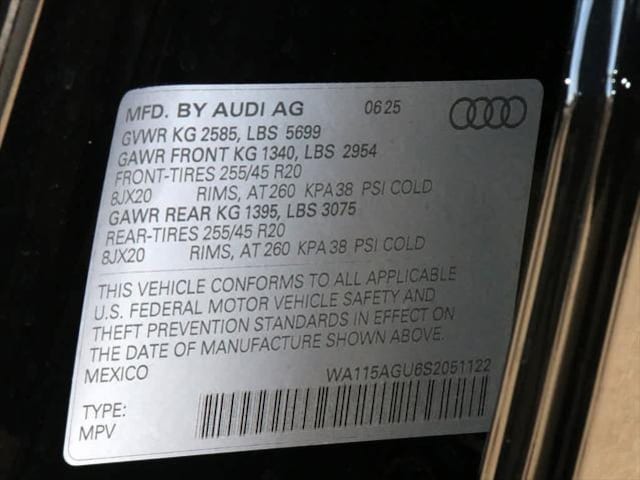 MFD. BY AUDI AG 0625
GVWR KG 2585, LBS 5699
GAWR FRONT KG 1340, LBS 2954
FRONT-TIRES 255/45 R20
8JX20 RIMS, AT 260 KPA 38 PSI COLD
GAWR REAR KG 1395, LBS 3075
REAR-TIRES 255/45 R20
8JX20 RIMS, AT 260 KPA 38 PSI COLD
THIS VEHICLE CONFORMS TO ALL APPLICABLE
U.S. FEDERAL MOTOR VEHICLE SAFETY AND
THEFT PREVENTION STANDARDS IN EFFECT ON
THE DATE OF MANUFACTURE SHOWN ABOVE.
MEXICO WA115AGU6S2051122
TYPE:
MPV